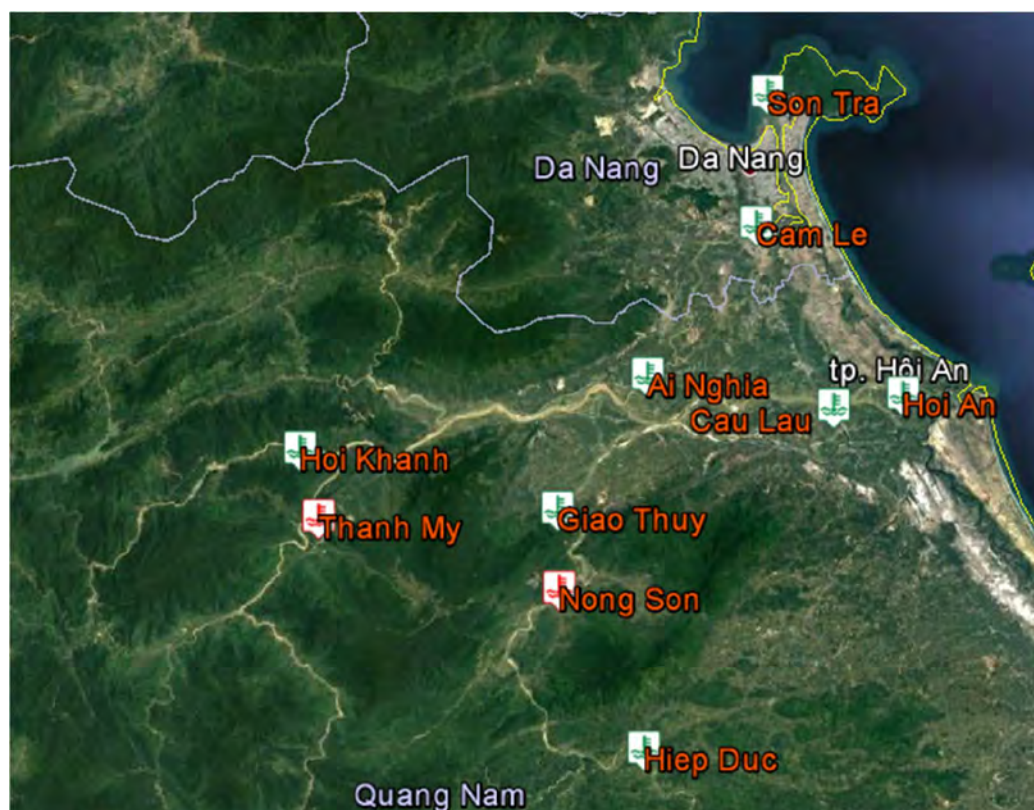 Son Tra
Da Nang
Da Nang
Cam Le
tp. Hôi An
Ai Nghia
Hoi An
Cau Lau
Hoi Khanh
Thanh My
Giao Thuy
Nong Son
Hiep Duc
Quang Nam